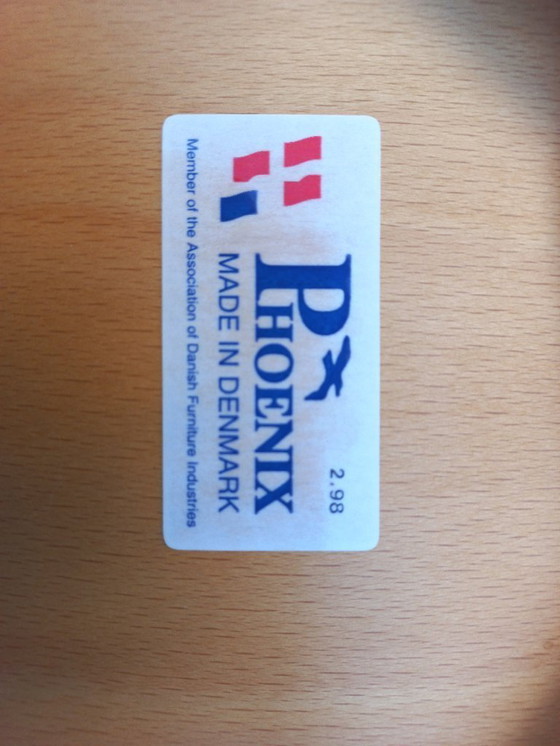 2.98
PHOENIX
MADE IN DENMARK
Member of the Association of Danish Furniture Industries